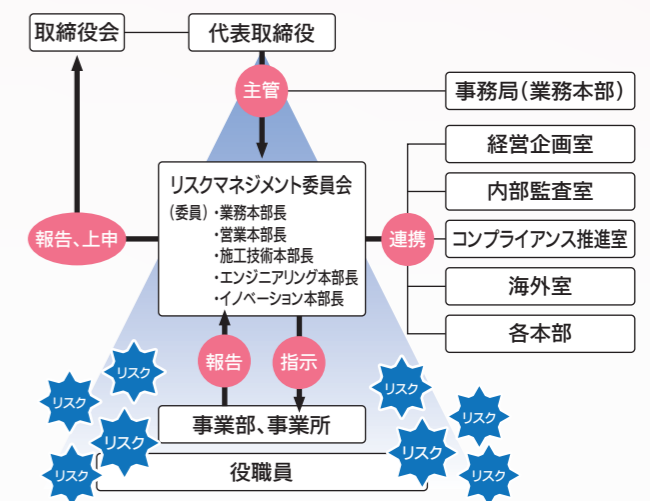 取締役会
代表取締役
主管
事務局（業務本部）
経営企画室
内部監査室
コンプライアンス推進室
海外室
各本部
連携
リスクマネジメント委員会
（委員）・業務本部長
・営業本部長
・施工技術本部長
・エンジニアリング本部長
・イノベーション本部長
報告、上申
報告
指示
リスク
リスク
リスク
リスク
リスク
リスク
リスク
リスク
事業部、事業所
役職員